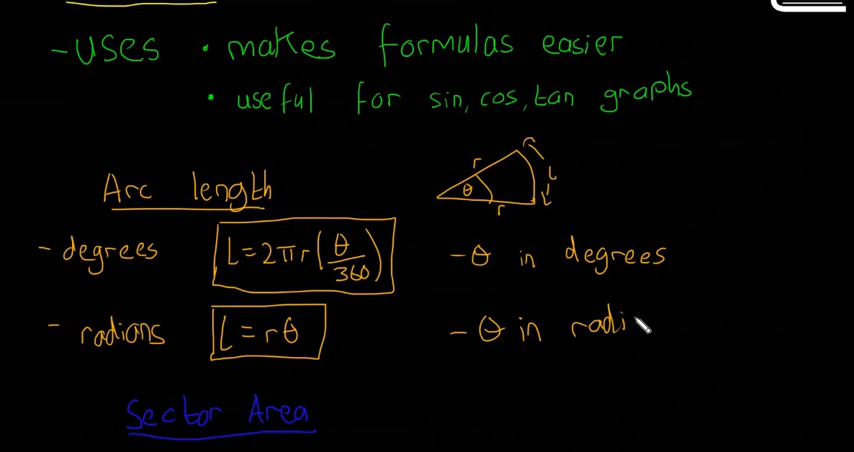 - USES • makes formulas easier
• useful for sin, cos, tan graphs
Arc length
r
r
L
θ
L
r
- degrees L = 2πr(θ/360) - θ in degrees
- radians L = rθ - θ in radi
Sector Area